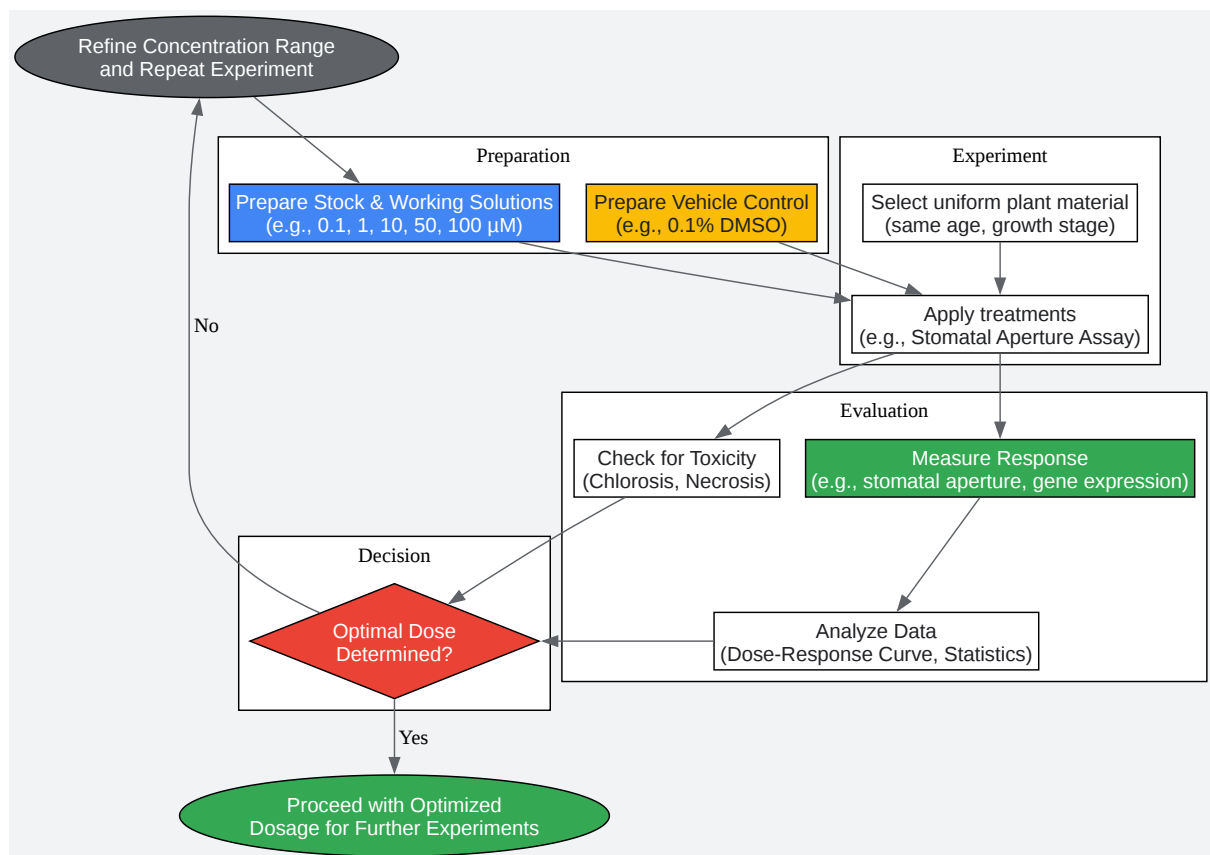 Refine Concentration Range
and Repeat Experiment
Preparation
Prepare Stock & Working Solutions
(e.g., 0.1, 1, 10, 50, 100 µM)
Prepare Vehicle Control
(e.g., 0.1% DMSO)
Experiment
Select uniform plant material
(same age, growth stage)
Apply treatments
(e.g., Stomatal Aperture Assay)
No
Evaluation
Check for Toxicity
(Chlorosis, Necrosis)
Measure Response
(e.g., stomatal aperture, gene expression)
Analyze Data
(Dose-Response Curve, Statistics)
Decision
Optimal Dose
Determined?
Yes
Proceed with Optimized
Dosage for Further Experiments